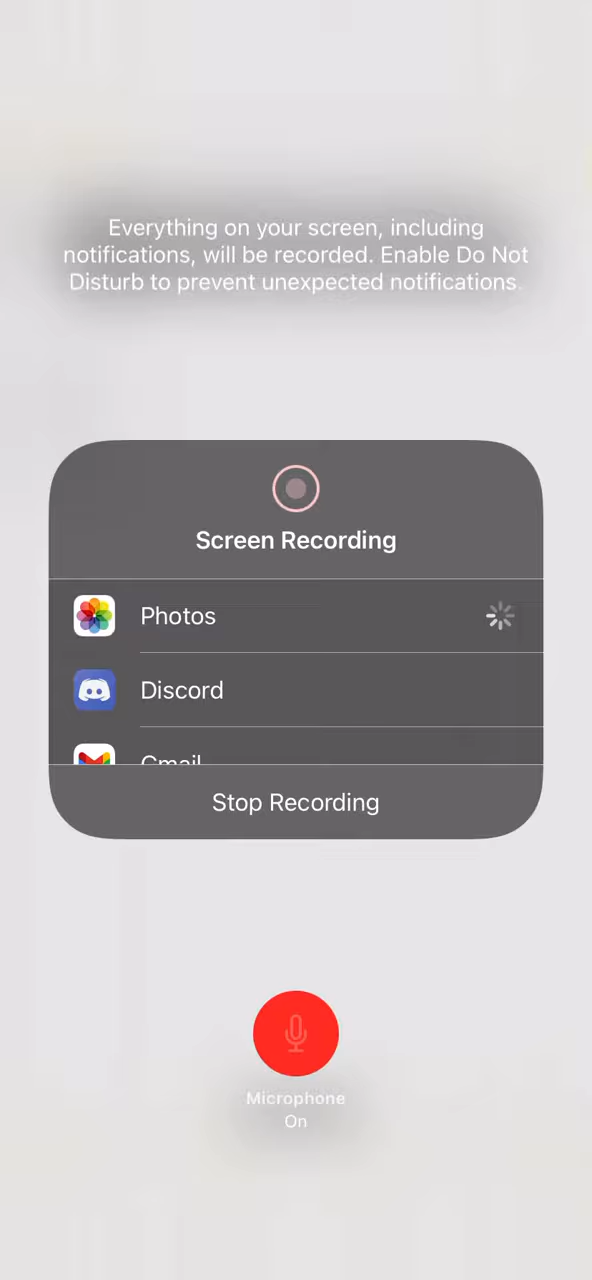 Everything on your screen, including
notifications, will be recorded. Enable Do Not
Disturb to prevent unexpected notifications.
Screen Recording
Photos
Discord
Gmail
Stop Recording
Microphone
On